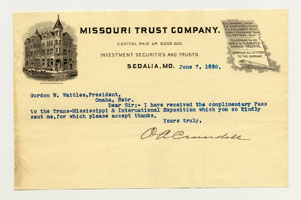 MISSOURI TRUST COMPANY.
CAPITAL PAID UP $200 000.
INVESTMENT SECURITIES AND TRUSTS.
SEDALIA, MO. June 7, 1898.
Gurdon W. Wattles, President,
Omaha, Nebr.
Dear Sir:- I have received the complimentary Pass
to the Trans-Mississippi & International Exposition which you so kindly
sent me, for which please accept thanks.
Yours truly,
O A Crandall